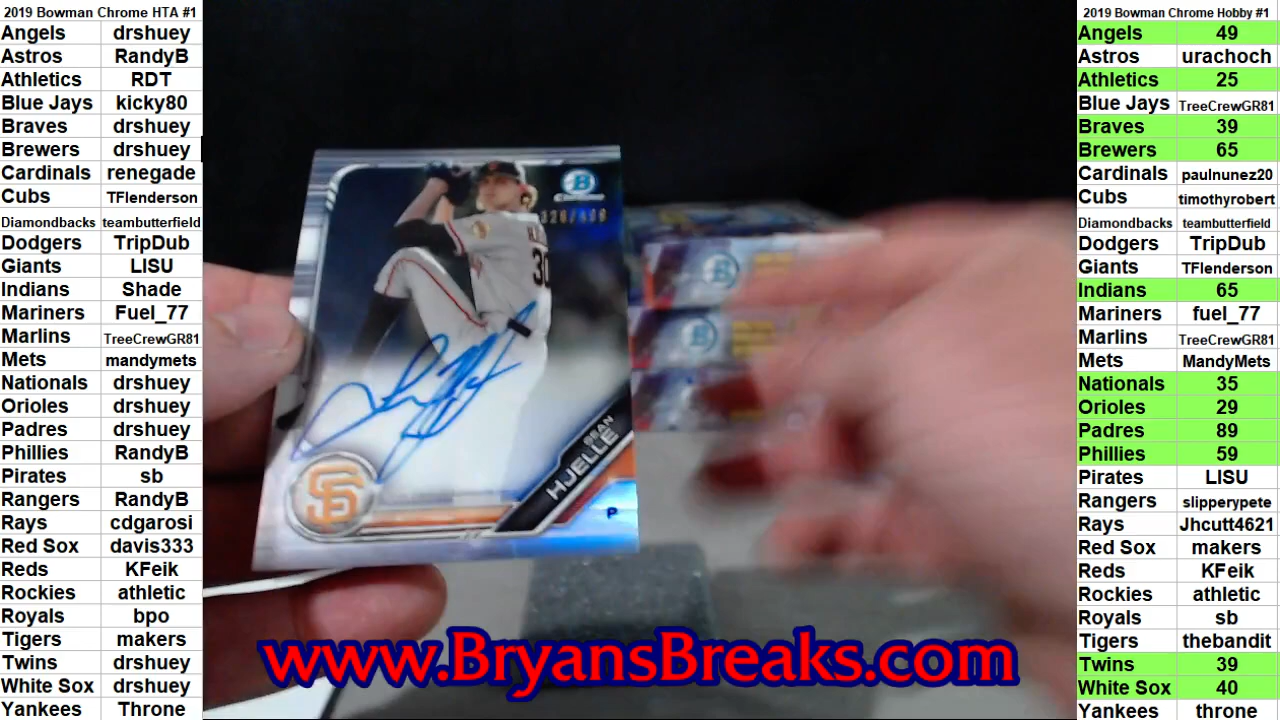 2019 Bowman Chrome HTA #1
Angels drshuey
Astros RandyB
Athletics RDT
Blue Jays kicky80
Braves drshuey
Brewers drshuey
Cardinals renegade
Cubs TFlenderson
Diamondbacks teambutterfield
Dodgers TripDub
Giants LISU
Indians Shade
Mariners Fuel_77
Marlins TreeCrewGR81
Mets mandymets
Nationals drshuey
Orioles drshuey
Padres drshuey
Phillies RandyB
Pirates sb
Rangers RandyB
Rays cdgarosi
Red Sox davis333
Reds KFeik
Rockies athletic
Royals bpo
Tigers makers
Twins drshuey
White Sox drshuey
Yankees Throne
B
Chrome
30
SEAN
HJELLE
SF
P
www.BryansBreaks.com
2019 Bowman Chrome Hobby #1
Angels 49
Astros urachoch
Athletics 25
Blue Jays TreeCrewGR81
Braves 39
Brewers 65
Cardinals paulnunez20
Cubs timothyrobert
Diamondbacks teambutterfield
Dodgers TripDub
Giants TFlenderson
Indians 65
Mariners fuel_77
Marlins TreeCrewGR81
Mets MandyMets
Nationals 35
Orioles 29
Padres 89
Phillies 59
Pirates LISU
Rangers slipperypete
Rays Jhcutt4621
Red Sox makers
Reds KFeik
Rockies athletic
Royals sb
Tigers thebandit
Twins 39
White Sox 40
Yankees throne